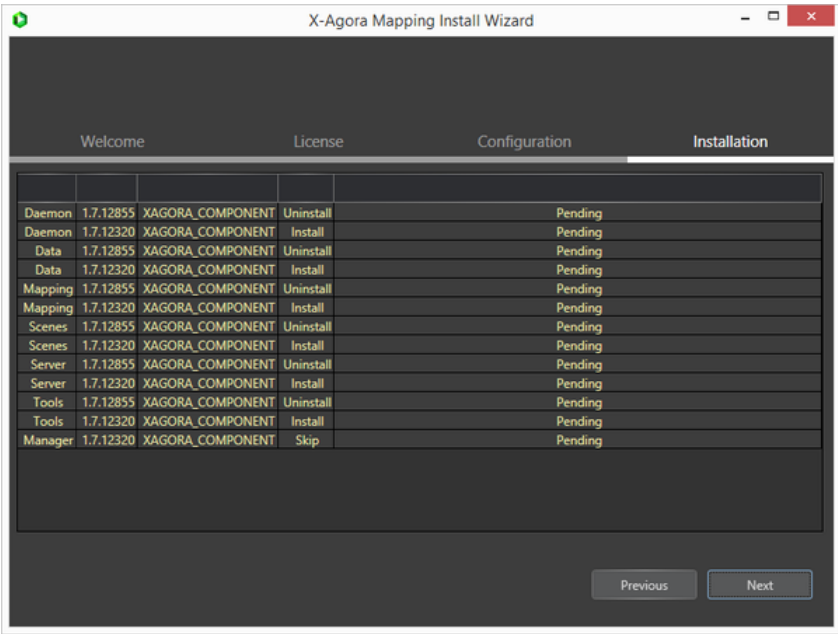 X-Agora Mapping Install Wizard
Welcome License Configuration Installation
Daemon 1.7.12855 XAGORA_COMPONENT Uninstall Pending
Daemon 1.7.12320 XAGORA_COMPONENT Install Pending
Data 1.7.12855 XAGORA_COMPONENT Uninstall Pending
Data 1.7.12320 XAGORA_COMPONENT Install Pending
Mapping 1.7.12855 XAGORA_COMPONENT Uninstall Pending
Mapping 1.7.12320 XAGORA_COMPONENT Install Pending
Scenes 1.7.12855 XAGORA_COMPONENT Uninstall Pending
Scenes 1.7.12320 XAGORA_COMPONENT Install Pending
Server 1.7.12855 XAGORA_COMPONENT Uninstall Pending
Server 1.7.12320 XAGORA_COMPONENT Install Pending
Tools 1.7.12855 XAGORA_COMPONENT Uninstall Pending
Tools 1.7.12320 XAGORA_COMPONENT Install Pending
Manager 1.7.12320 XAGORA_COMPONENT Skip Pending
Previous Next